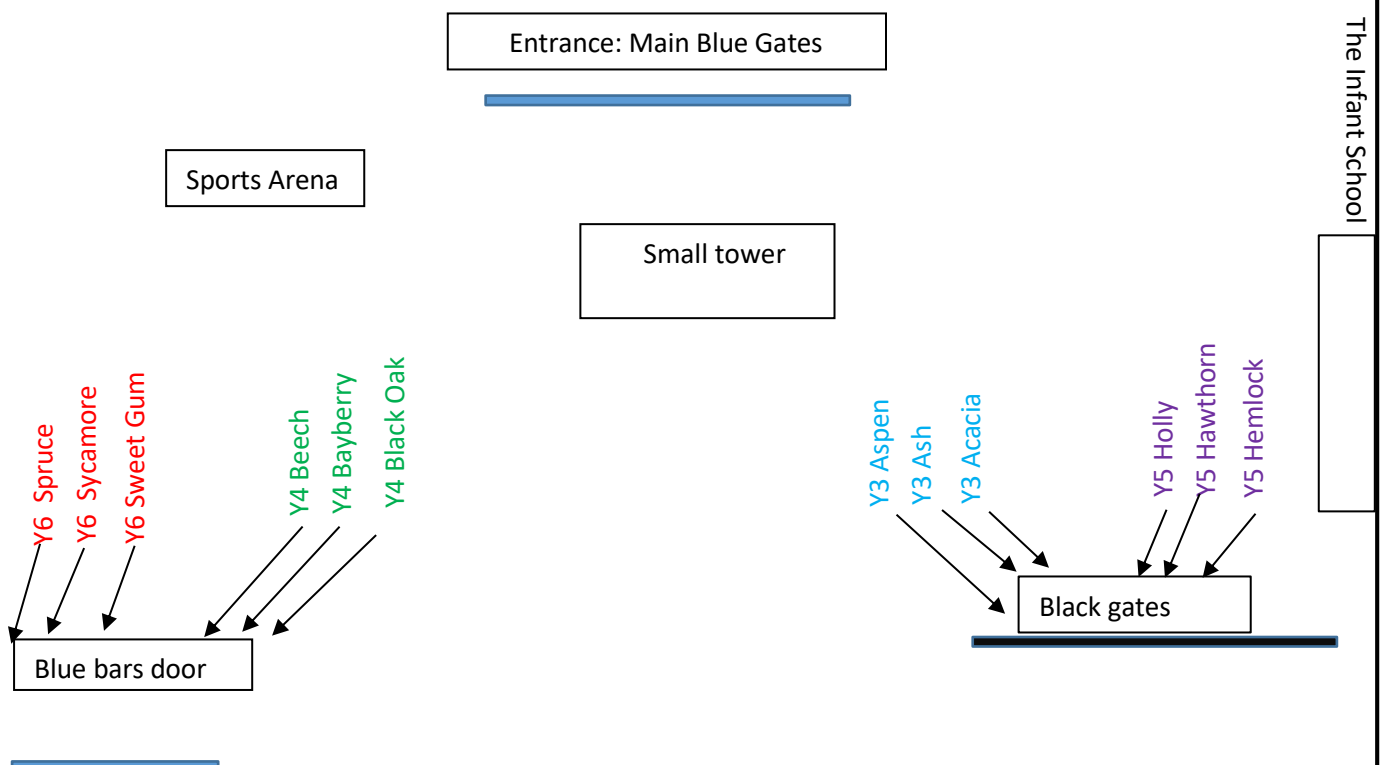 Entrance: Main Blue Gates
The Infant School
Sports Arena
Small tower
Y6 Spruce
Y6 Sycamore
Y6 Sweet Gum
Y4 Beech
Y4 Bayberry
Y4 Black Oak
Y3 Aspen
Y3 Ash
Y3 Acacia
Y5 Holly
Y5 Hawthorn
Y5 Hemlock
Black gates
Blue bars door